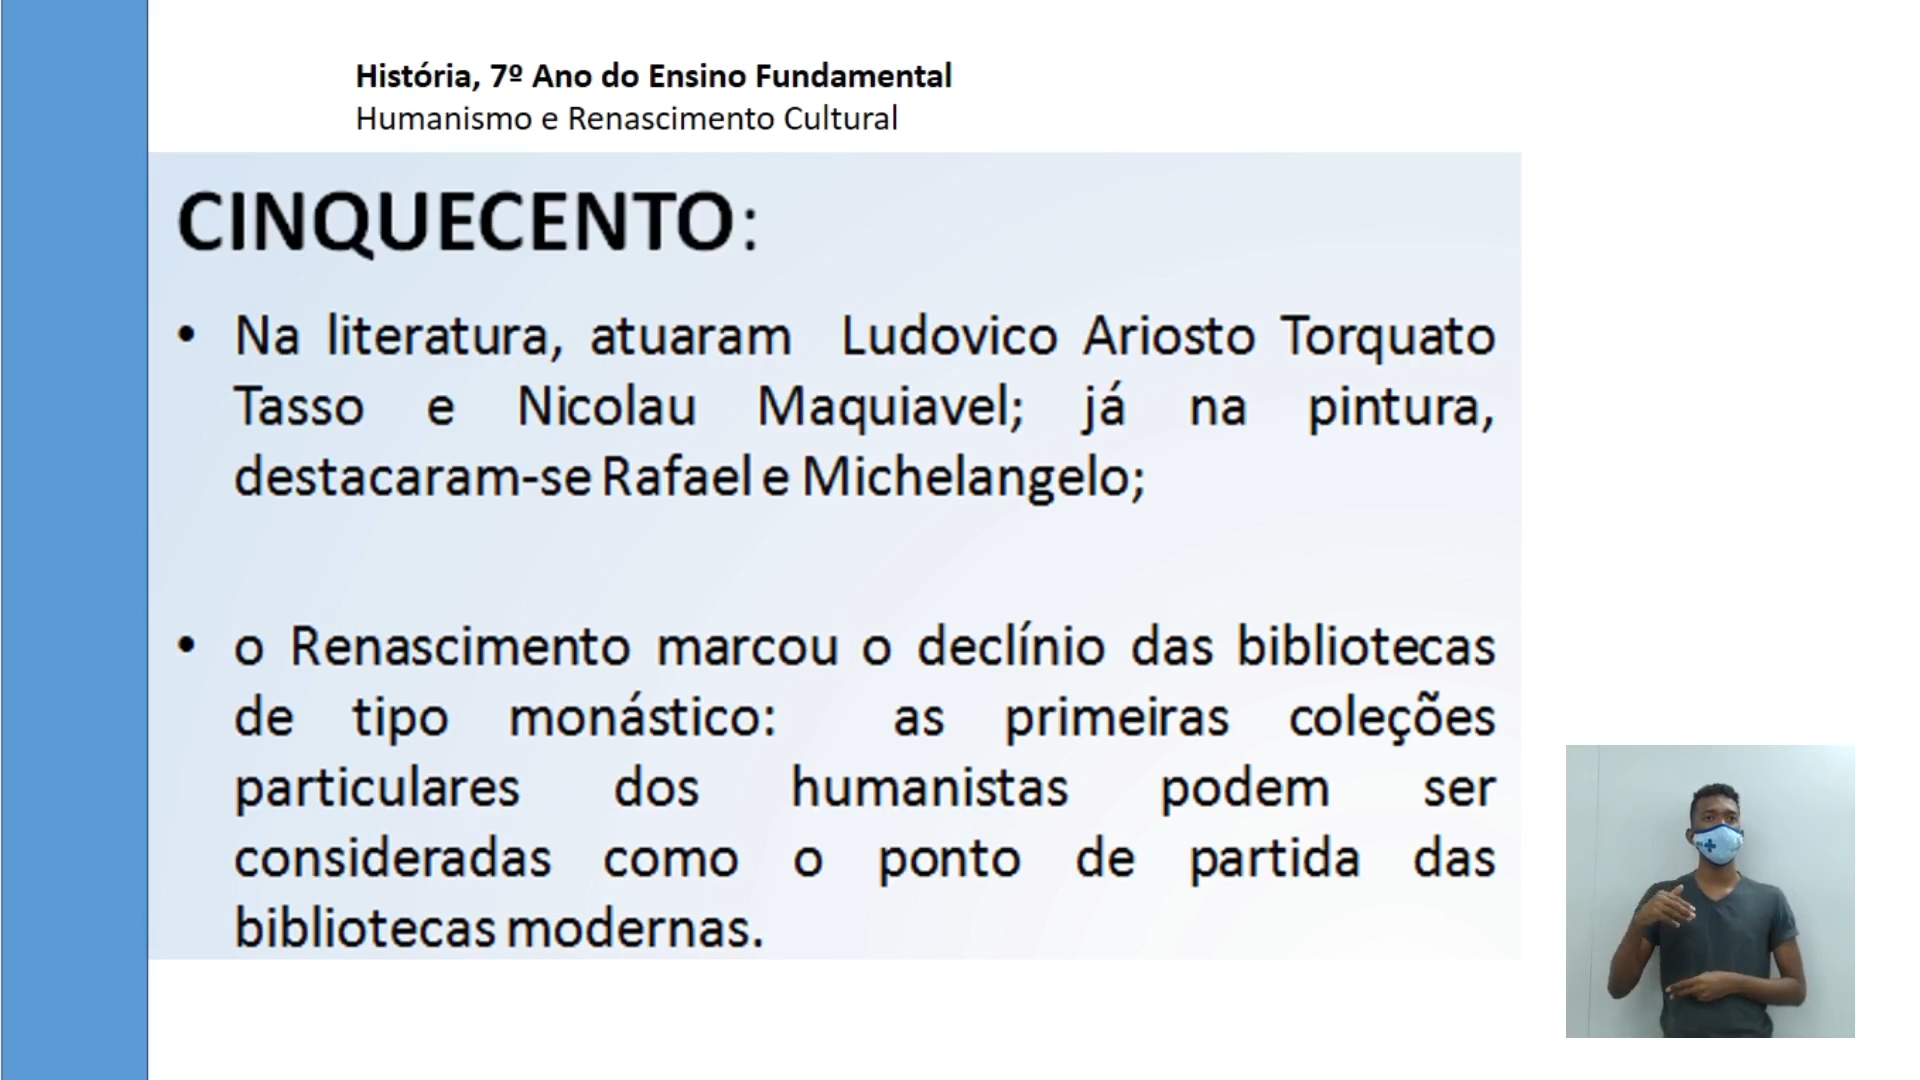 História, 7º Ano do Ensino Fundamental
Humanismo e Renascimento Cultural
CINQUECENTO:
• Na literatura, atuaram Ludovico Ariosto Torquato
Tasso e Nicolau Maquiavel; já na pintura,
destacaram-se Rafael e Michelangelo;
• o Renascimento marcou o declínio das bibliotecas
de tipo monástico: as primeiras coleções
particulares dos humanistas podem ser
consideradas como o ponto de partida das
bibliotecas modernas.